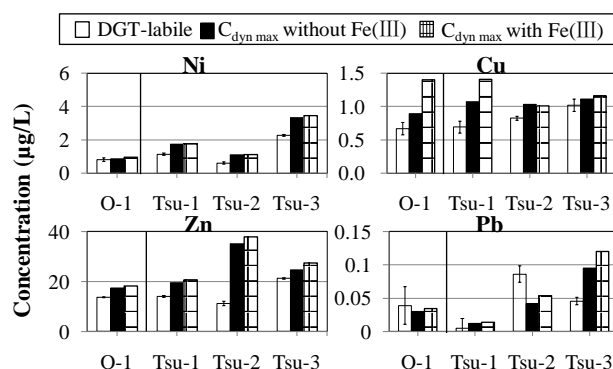 DGT-labile C_dyn max without Fe(III) C_dyn max with Fe(III)
Ni Cu
6 1.5
4 1.0
2 0.5
0 0.0
O-1 Tsu-1 Tsu-2 Tsu-3 O-1 Tsu-1 Tsu-2 Tsu-3
Zn Pb
40 0.15
0.1
20
0.05
0 0
O-1 Tsu-1 Tsu-2 Tsu-3 O-1 Tsu-1 Tsu-2 Tsu-3
Concentration (µg/L)